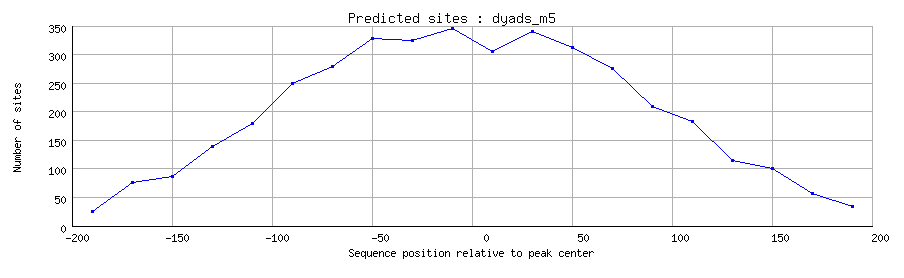 Predicted sites : dyads_m5
350
300
250
200
150
100
50
0
Number of sites
-200 -150 -100 -50 0 50 100 150 200
Sequence position relative to peak center